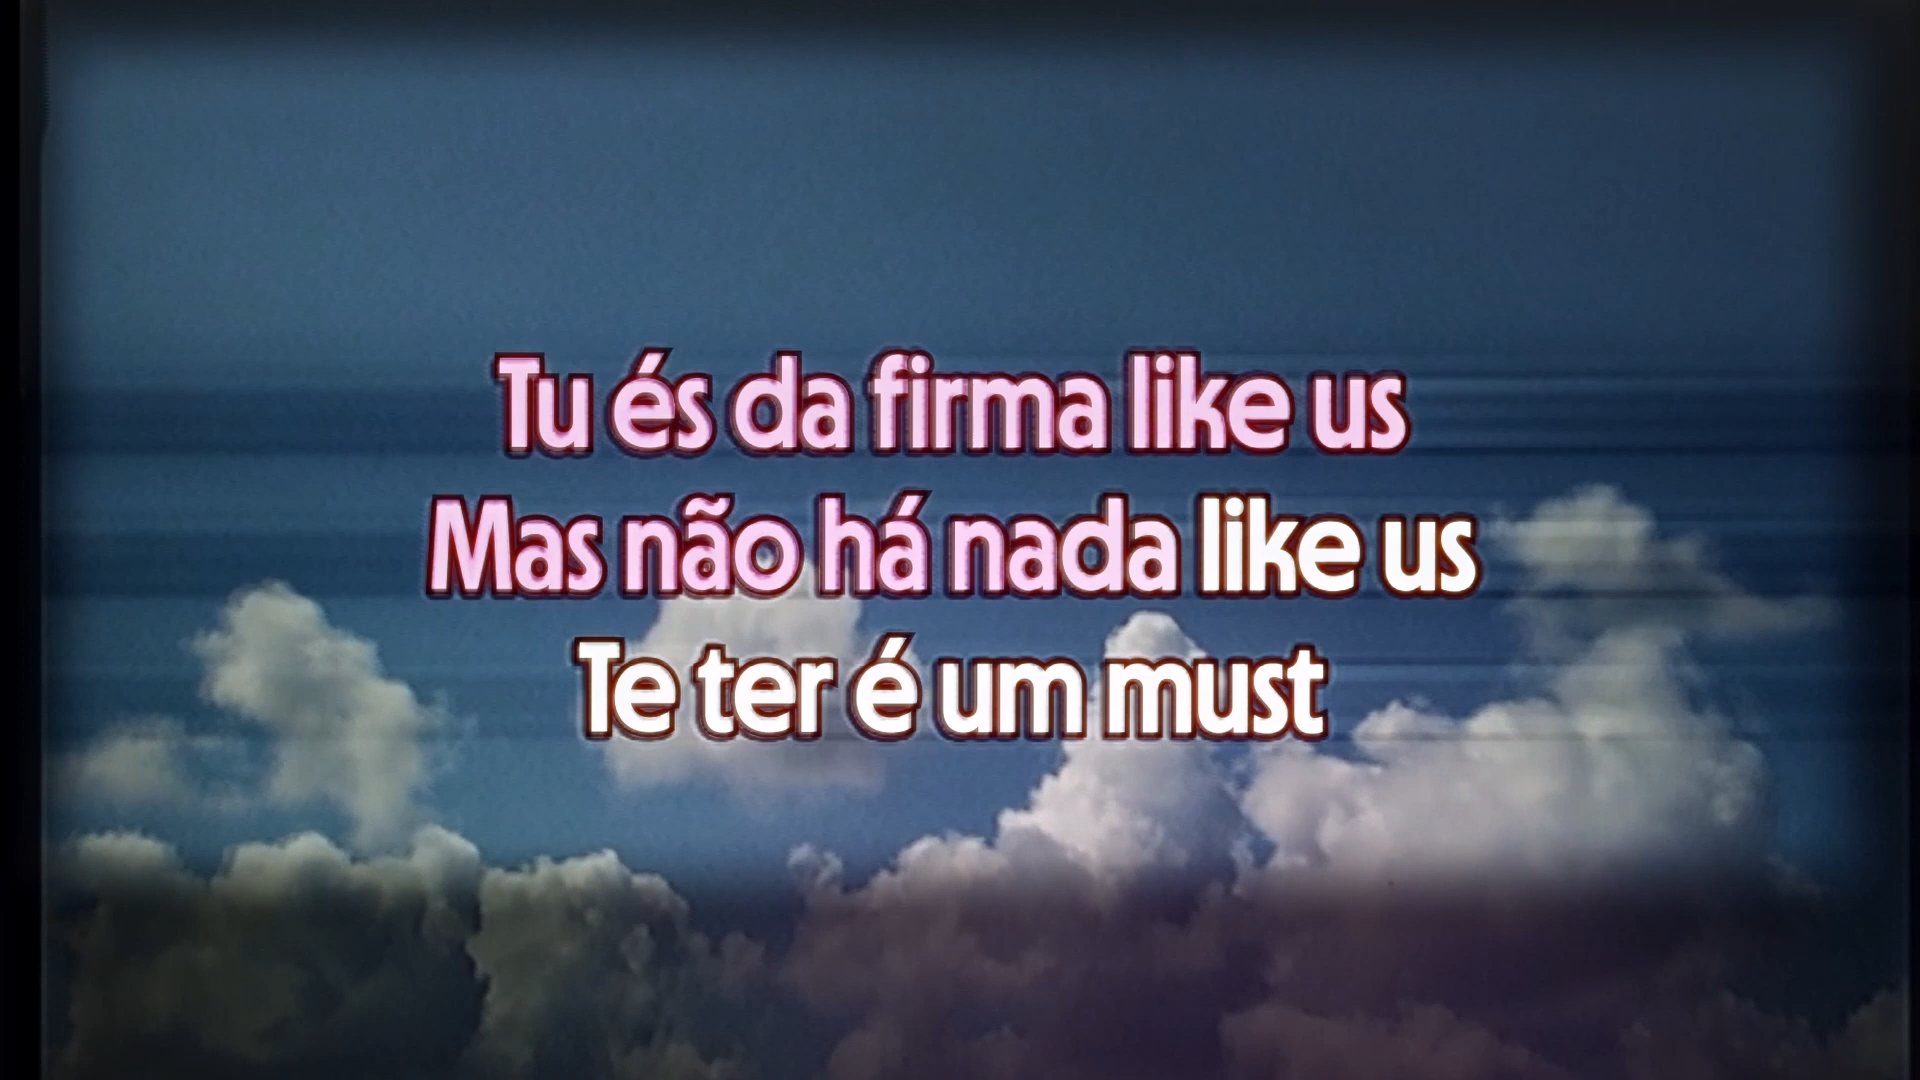 Tu és da firma like us
Mas não há nada like us
Te ter é um must